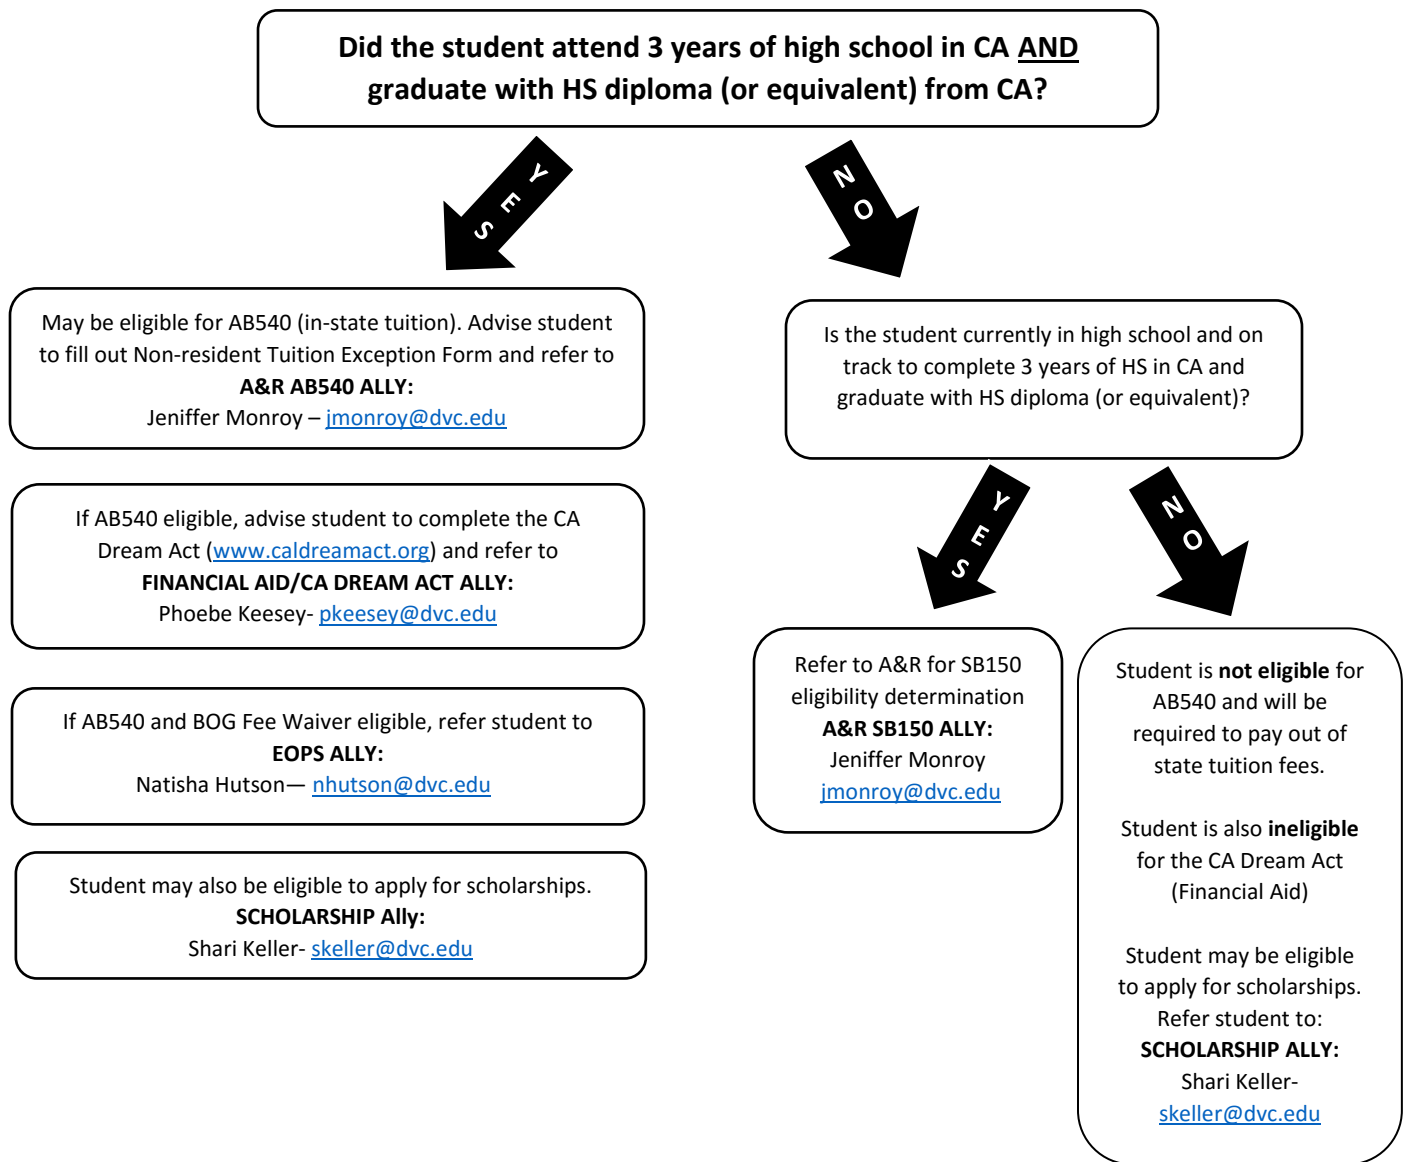 Did the student attend 3 years of high school in CA AND
graduate with HS diploma (or equivalent) from CA?
YES
NO
May be eligible for AB540 (in-state tuition). Advise student
to fill out Non-resident Tuition Exception Form and refer to
A&R AB540 ALLY:
Jeniffer Monroy – jmonroy@dvc.edu
If AB540 eligible, advise student to complete the CA
Dream Act (www.caldreamact.org) and refer to
FINANCIAL AID/CA DREAM ACT ALLY:
Phoebe Keesey- pkeesey@dvc.edu
If AB540 and BOG Fee Waiver eligible, refer student to
EOPS ALLY:
Natisha Hutson— nhutson@dvc.edu
Student may also be eligible to apply for scholarships.
SCHOLARSHIP Ally:
Shari Keller- skeller@dvc.edu
Is the student currently in high school and on
track to complete 3 years of HS in CA and
graduate with HS diploma (or equivalent)?
YES
NO
Refer to A&R for SB150
eligibility determination
A&R SB150 ALLY:
Jeniffer Monroy
jmonroy@dvc.edu
Student is not eligible for
AB540 and will be
required to pay out of
state tuition fees.
Student is also ineligible
for the CA Dream Act
(Financial Aid)
Student may be eligible
to apply for scholarships.
Refer student to:
SCHOLARSHIP ALLY:
Shari Keller-
skeller@dvc.edu